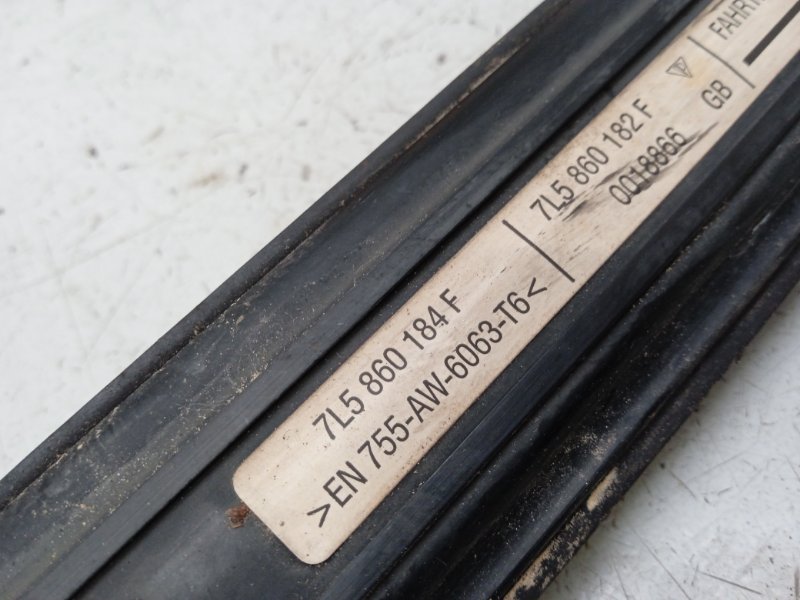 7L5 860 184 F
>EN 755-AW-6063-T6<
7L5 860 182 F
0018866 GB